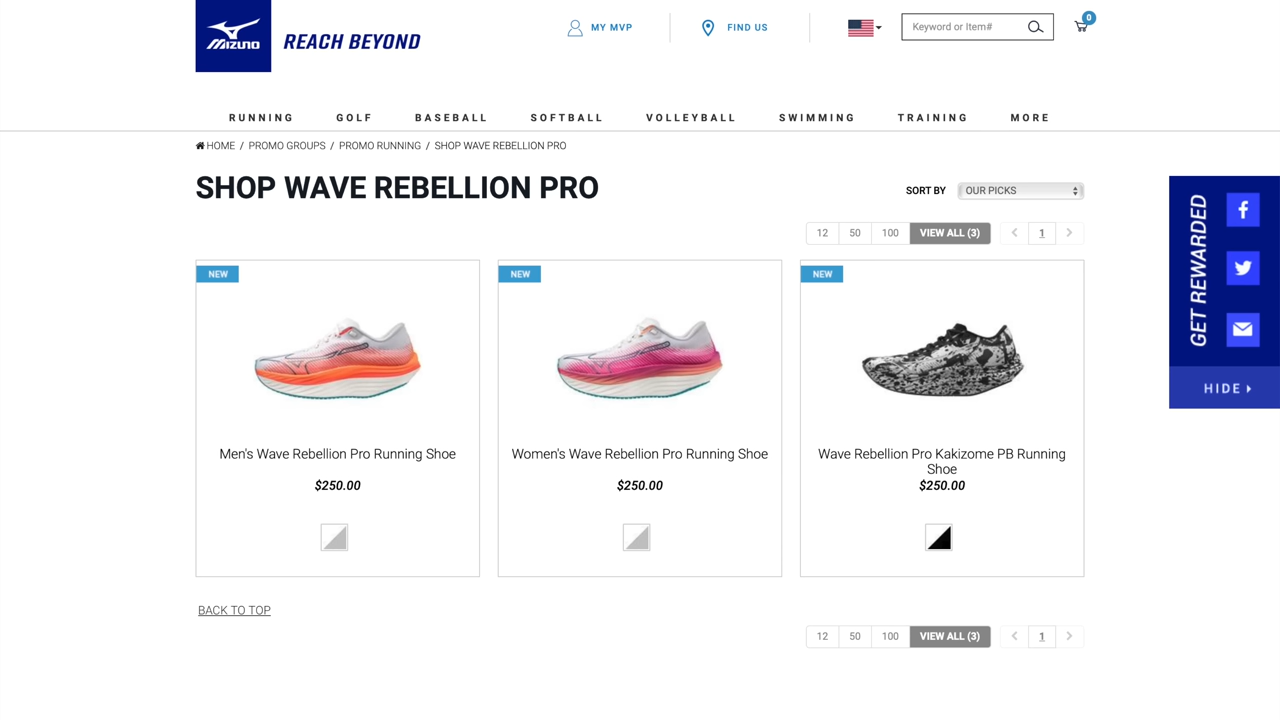 MIZUNO
REACH BEYOND
MY MVP
FIND US
Keyword or Item#
0
RUNNING
GOLF
BASEBALL
SOFTBALL
VOLLEYBALL
SWIMMING
TRAINING
MORE
HOME / PROMO GROUPS / PROMO RUNNING / SHOP WAVE REBELLION PRO
SHOP WAVE REBELLION PRO
SORT BY
OUR PICKS
12
50
100
VIEW ALL (3)
1
NEW
Men's Wave Rebellion Pro Running Shoe
$250.00
NEW
Women's Wave Rebellion Pro Running Shoe
$250.00
NEW
Wave Rebellion Pro Kakizome PB Running
Shoe
$250.00
GET REWARDED
HIDE
BACK TO TOP
12
50
100
VIEW ALL (3)
1